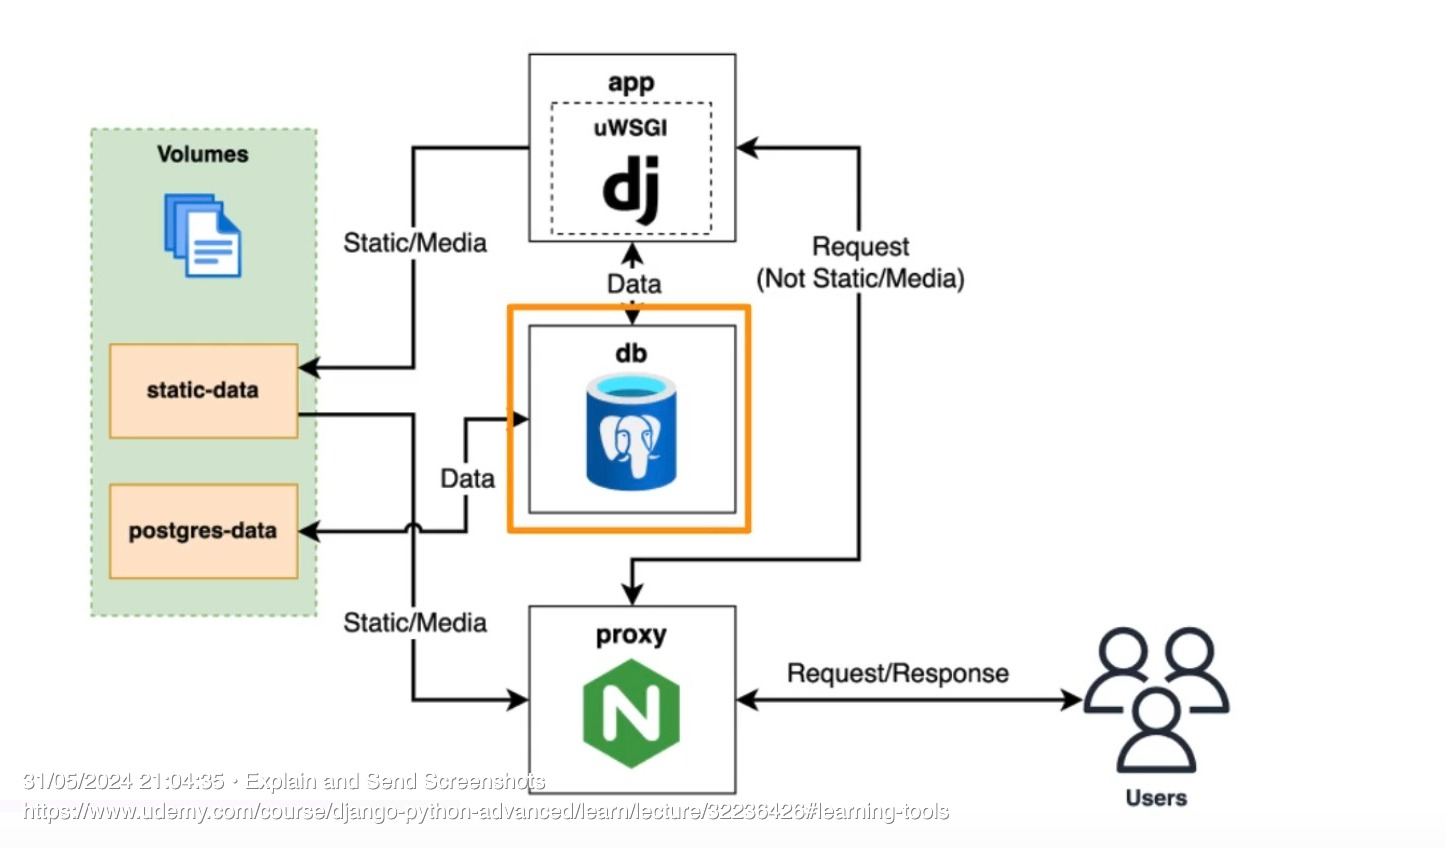 app
uWSGI
dj
Volumes
Static/Media
Request
(Not Static/Media)
Data
db
static-data
Data
postgres-data
Static/Media
proxy
N
Request/Response
Users
31/05/2024 21:04:35 • Explain and Send Screenshots
https://www.udemy.com/course/django-python-advanced/learn/lecture/32236426#learning-tools